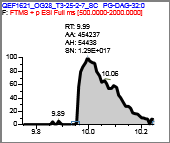 QEF1621_OG28_T3-25-2-7_SC PG-DAG-32:0
F: FTMS + p ESI Full ms [500.0000-2000.0000]
RT: 9.99
AA: 454237
AH: 54438
SN: 1.29E+017
100
80
60
40
20
0
10.06
9.89
9.8
10.0
10.2